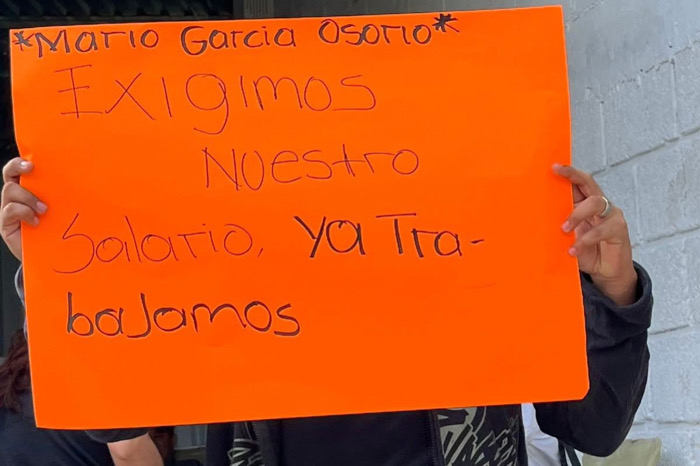 *Mario Garcia Osorio*
Exigimos
Nuestro
Salario, ya Tra-
bajamos